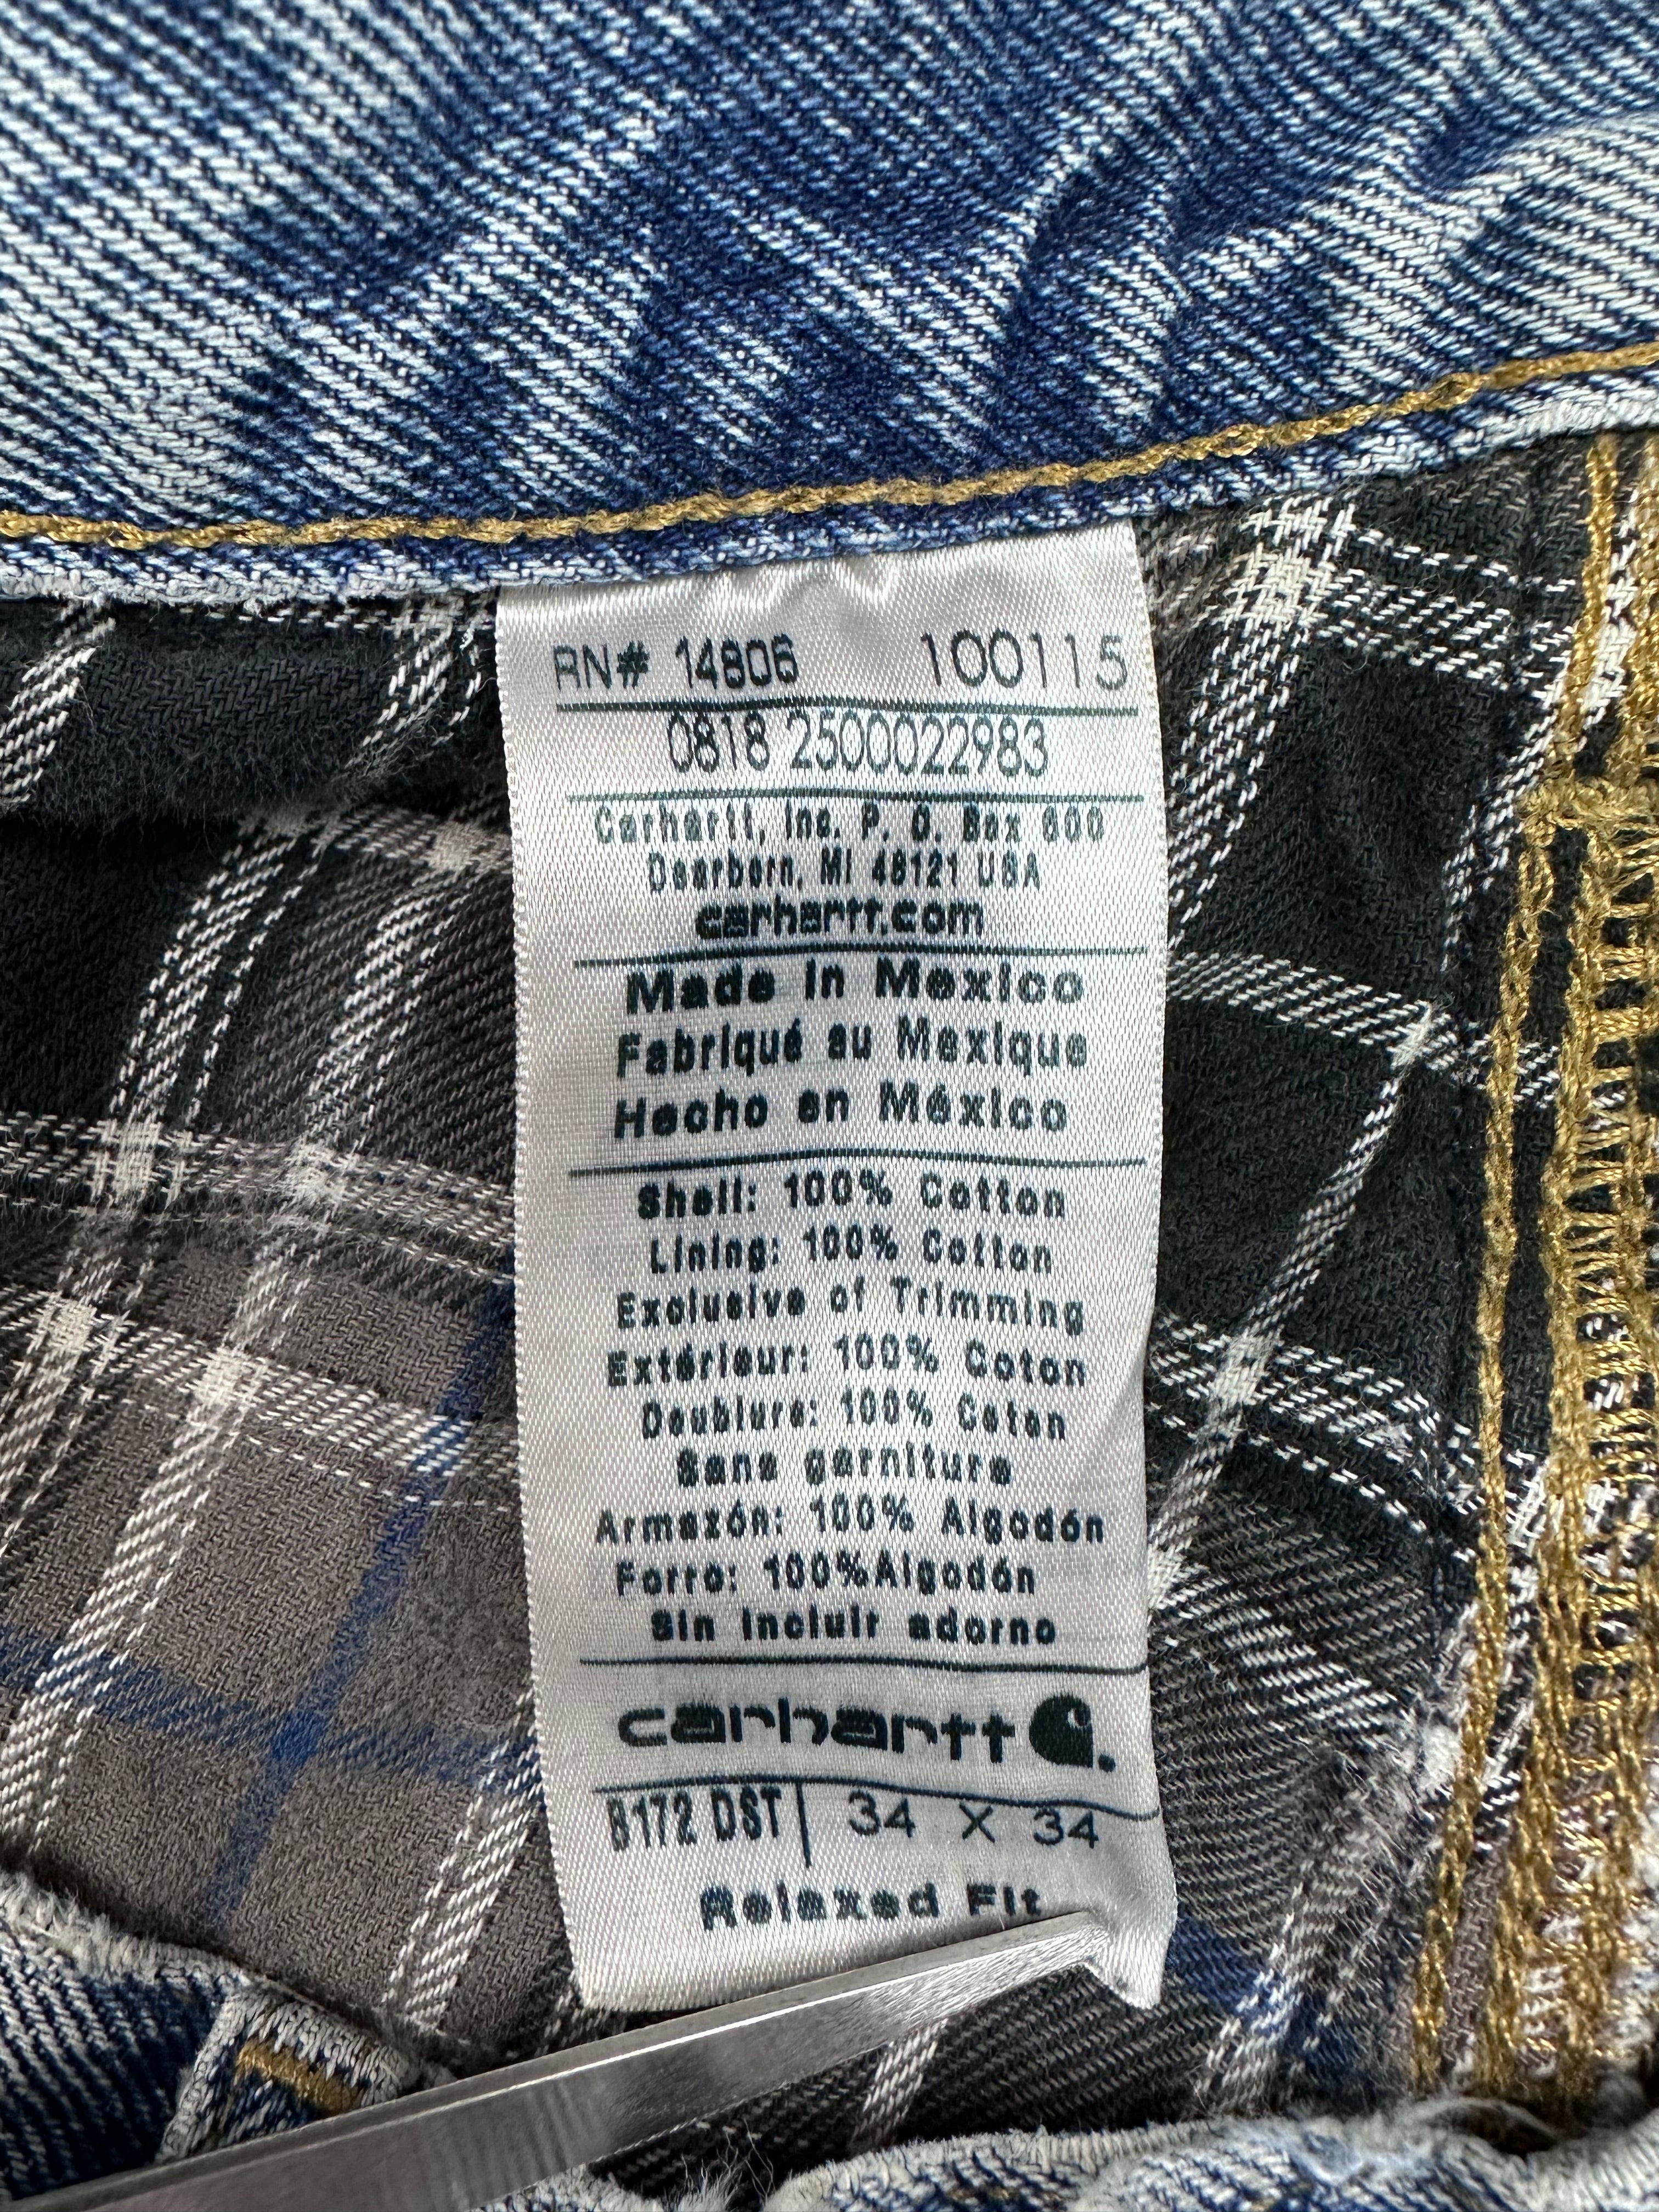 RN# 14806 100115
0818 2500022983
Carhartt, Inc. P. O. Box 600
Dearborn, MI 48121 USA
carhartt.com
Made in Mexico
Fabriqué au Mexique
Hecho en México
Shell: 100% Cotton
Lining: 100% Cotton
Exclusive of Trimming
Extérieur: 100% Coton
Doublure: 100% Coton
Sans garniture
Armazón: 100% Algodón
Forro: 100%Algodón
Sin incluir adorno
carhartt
B172 DST 34 X 34
Relaxed Fit